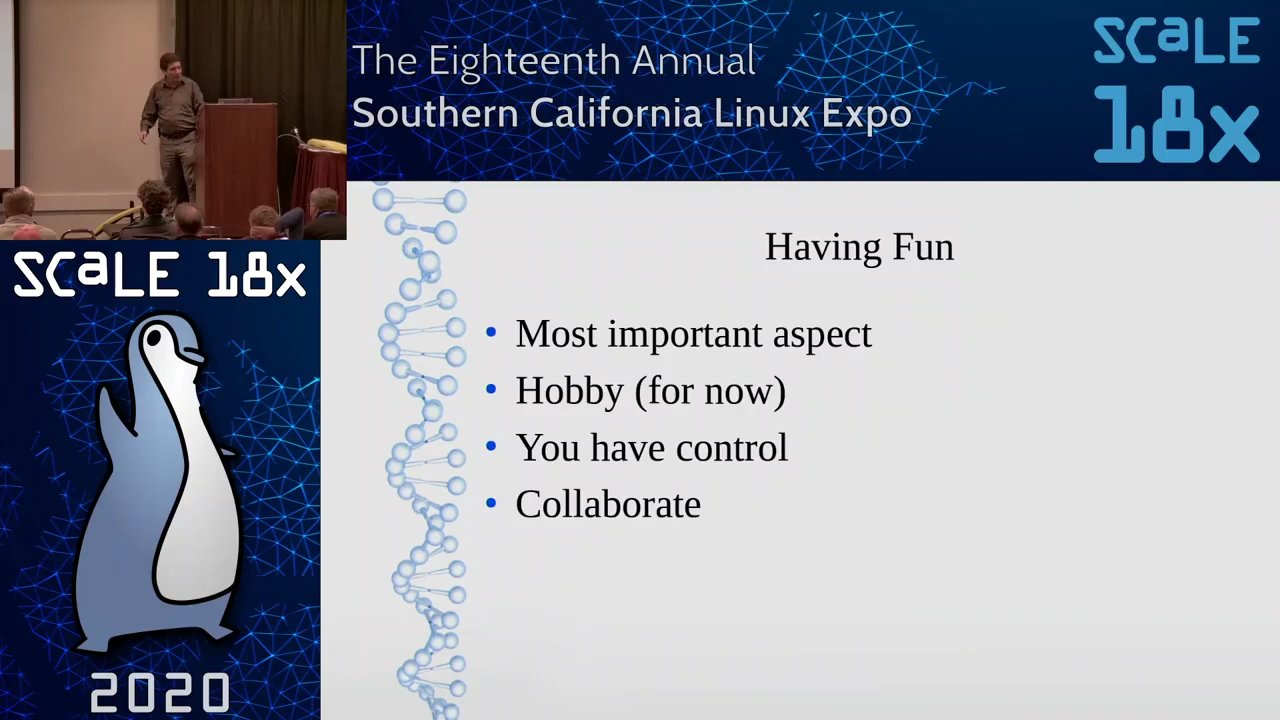 The Eighteenth Annual
Southern California Linux Expo
SCaLE
18x
SCaLE 18x
2020
Having Fun
• Most important aspect
• Hobby (for now)
• You have control
• Collaborate